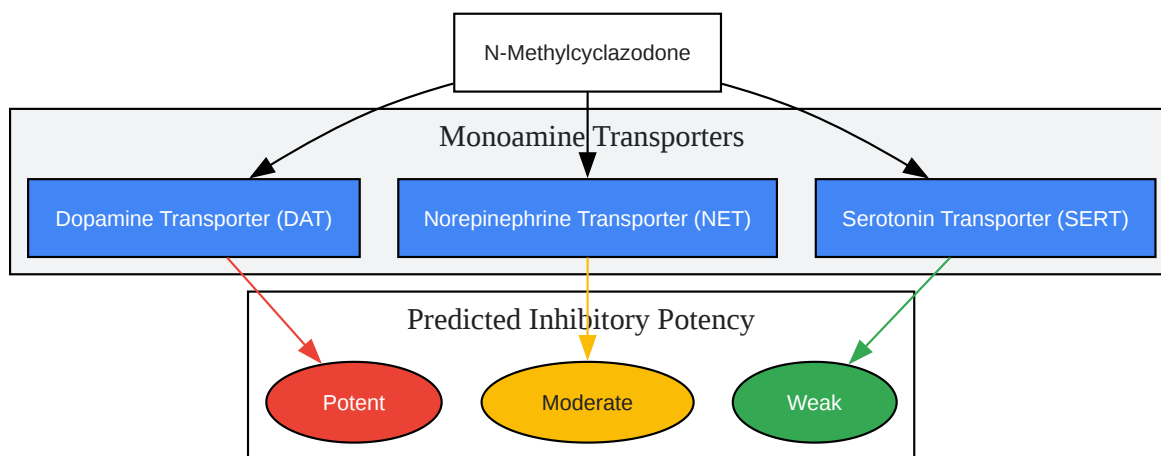 N-Methylcyclazodone
Monoamine Transporters
Dopamine Transporter (DAT)
Norepinephrine Transporter (NET)
Serotonin Transporter (SERT)
Predicted Inhibitory Potency
Potent
Moderate
Weak